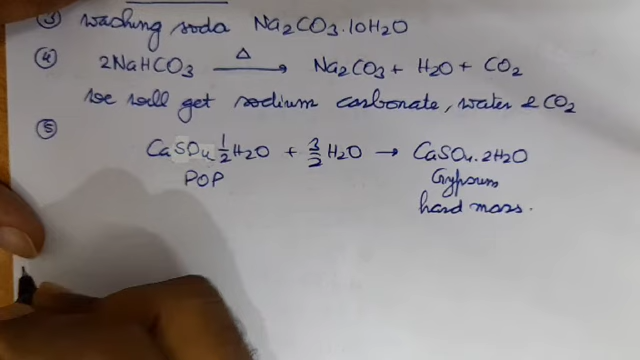 ③ washing soda Na2CO3.10H2O
④ 2NaHCO3 —Δ→ Na2CO3 + H2O + CO2
We will get sodium carbonate, water & CO2
⑤
CaSO4 1/2 H2O + 3/2 H2O → CaSO4.2H2O
POP Gypsum
hard mass.